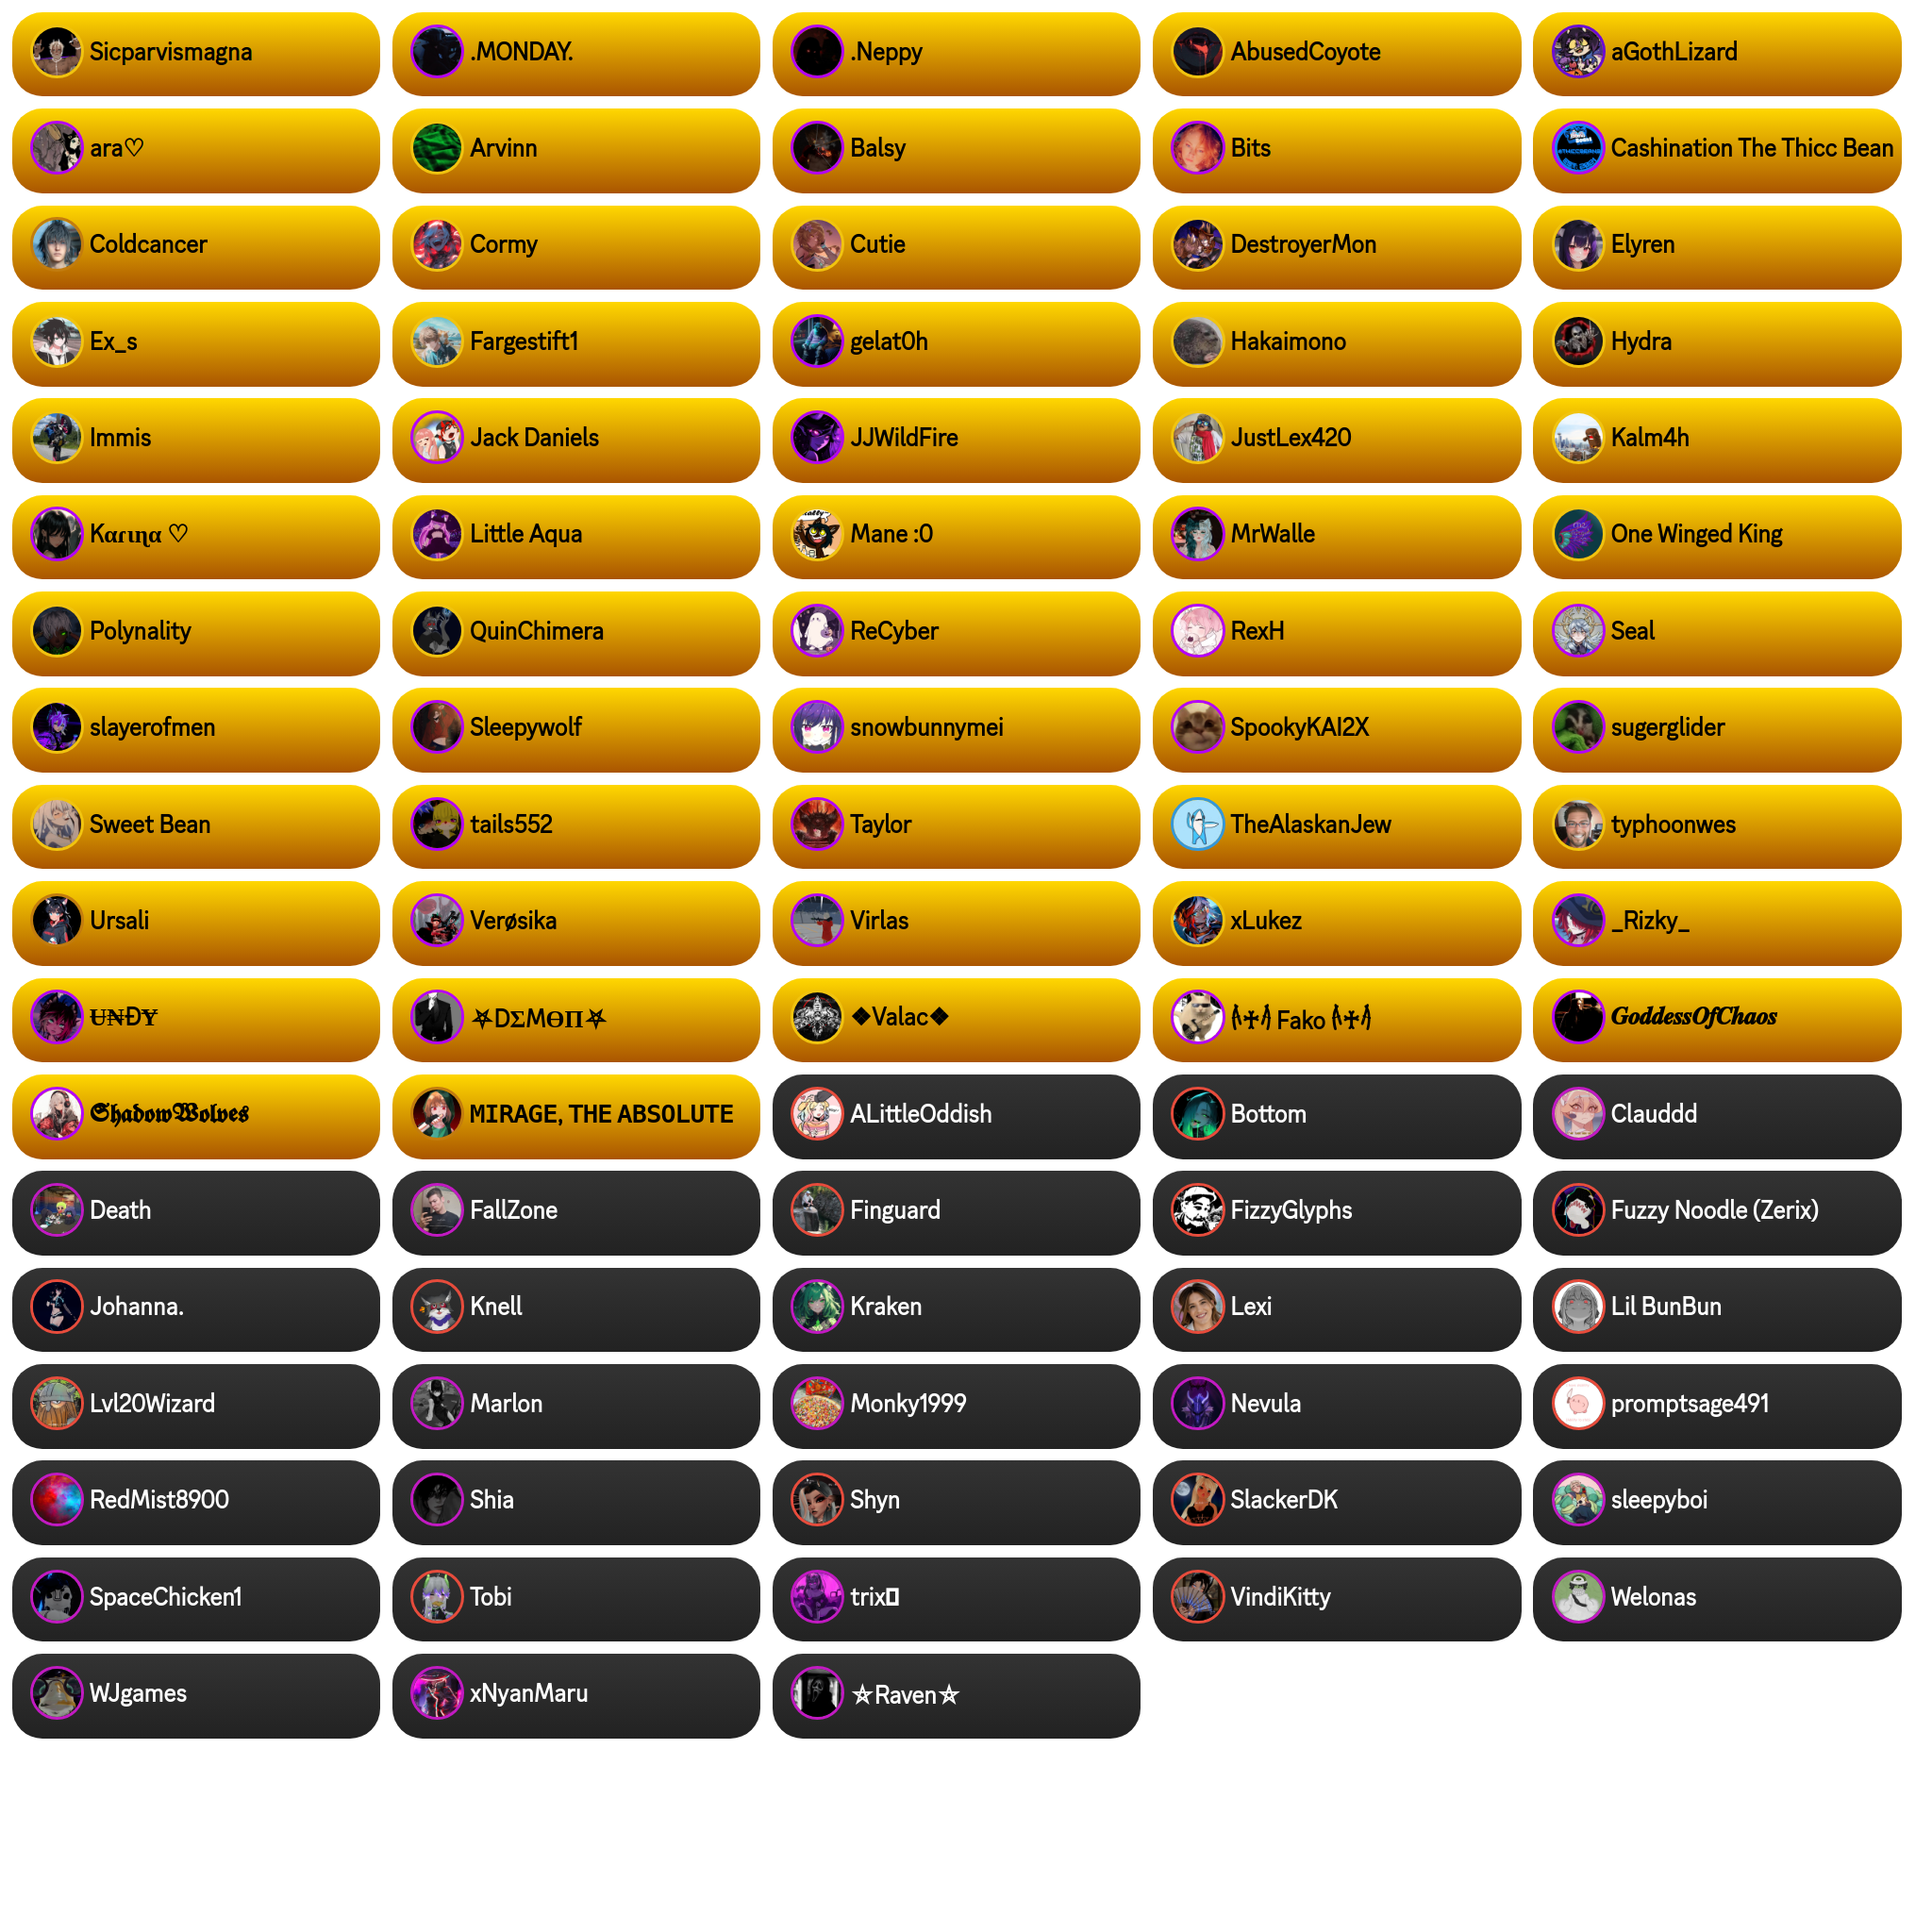 Sicparvismagna
.MONDAY.
.Neppy
AbusedCoyote
aGothLizard
ara♡
Arvinn
Balsy
Bits
Cashination The Thicc Bean
Coldcancer
Cormy
Cutie
DestroyerMon
Elyren
Ex_s
Fargestift1
gelat0h
Hakaimono
Hydra
Immis
Jack Daniels
JJWildFire
JustLex420
Kalm4h
Kαɾιɳα ♡
Little Aqua
Mane :0
MrWalle
One Winged King
Polynality
QuinChimera
ReCyber
RexH
Seal
slayerofmen
Sleepywolf
snowbunnymei
SpookyKAI2X
sugerglider
Sweet Bean
tails552
Taylor
TheAlaskanJew
typhoonwes
Ursali
Verøsika
Virlas
xLukez
_Rizky_
Ʉ₦ĐɎ
⛧DΣMӨП⛧
❖Valac❖
Fako
𝑮𝒐𝒅𝒅𝒆𝒔𝒔𝑶𝒇𝑪𝒉𝒂𝒐𝒔
𝕾𝖍𝖆𝖉𝖔𝖜𝖂𝖔𝖑𝖛𝖊𝖘
MIRAGE, THE ABSOLUTE
ALittleOddish
Bottom
Clauddd
Death
FallZone
Finguard
FizzyGlyphs
Fuzzy Noodle (Zerix)
Johanna.
Knell
Kraken
Lexi
Lil BunBun
Lvl20Wizard
Marlon
Monky1999
Nevula
promptsage491
RedMist8900
Shia
Shyn
SlackerDK
sleepyboi
SpaceChicken1
Tobi
trix
VindiKitty
Welonas
WJgames
xNyanMaru
⛤Raven⛤